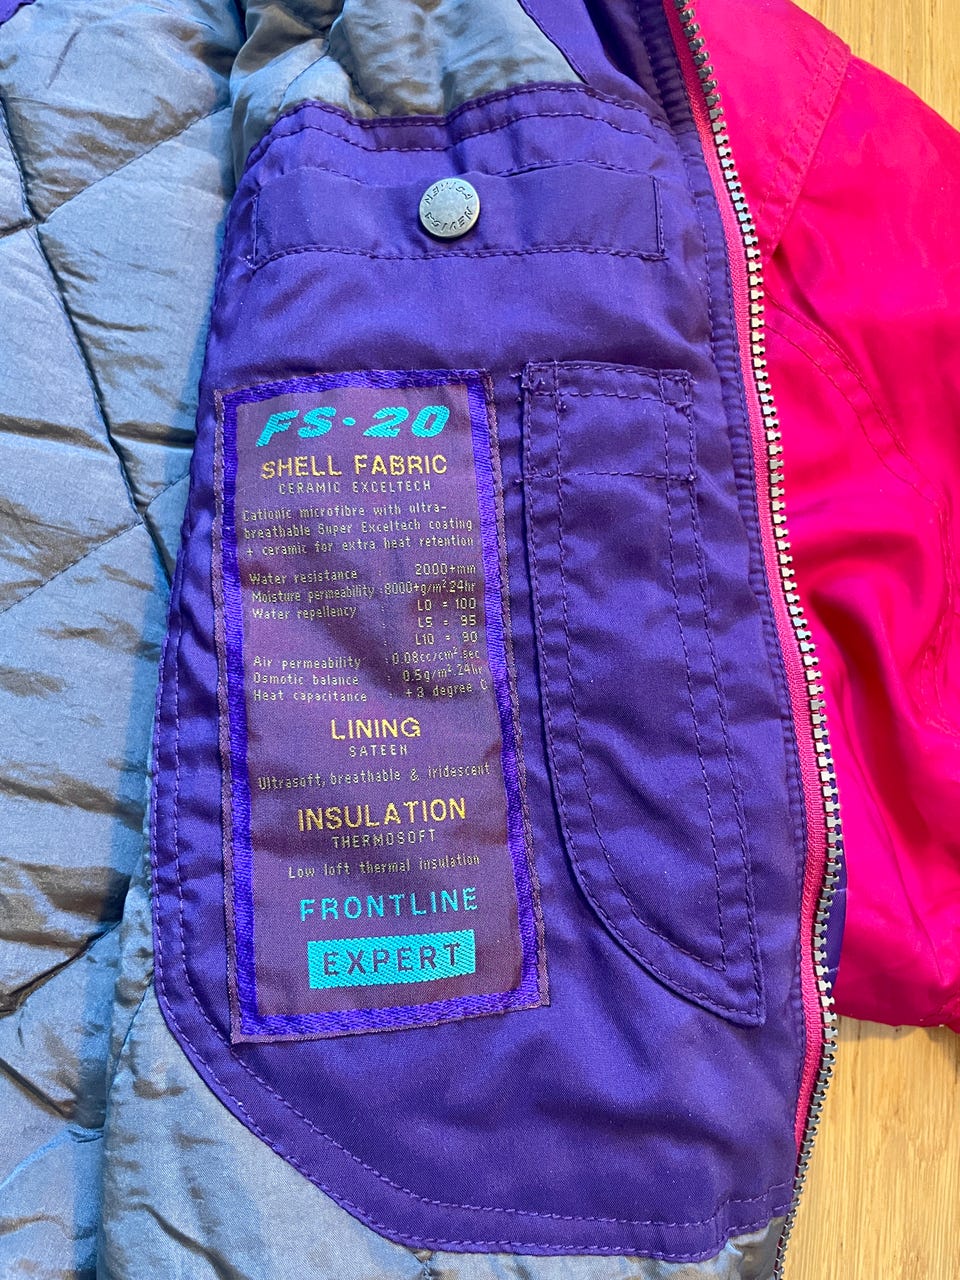 NEVICA
NEVICA
FS·20
SHELL FABRIC
CERAMIC EXCELTECH
Cationic microfibre with ultra-
breathable Super Exceltech coating
+ ceramic for extra heat retention
Water resistance : 2000+mm
Moisture permeability :8000+g/m².24hr
Water repellency : L0 = 100
: L5 = 95
: L10 = 90
Air permeability : 0.08cc/cm².sec
Osmotic balance : 0.5g/m².24hr
Heat capacitance : +3 degree C
LINING
SATEEN
Ultrasoft, breathable & iridescent
INSULATION
THERMOSOFT
Low loft thermal insulation
FRONTLINE
EXPERT